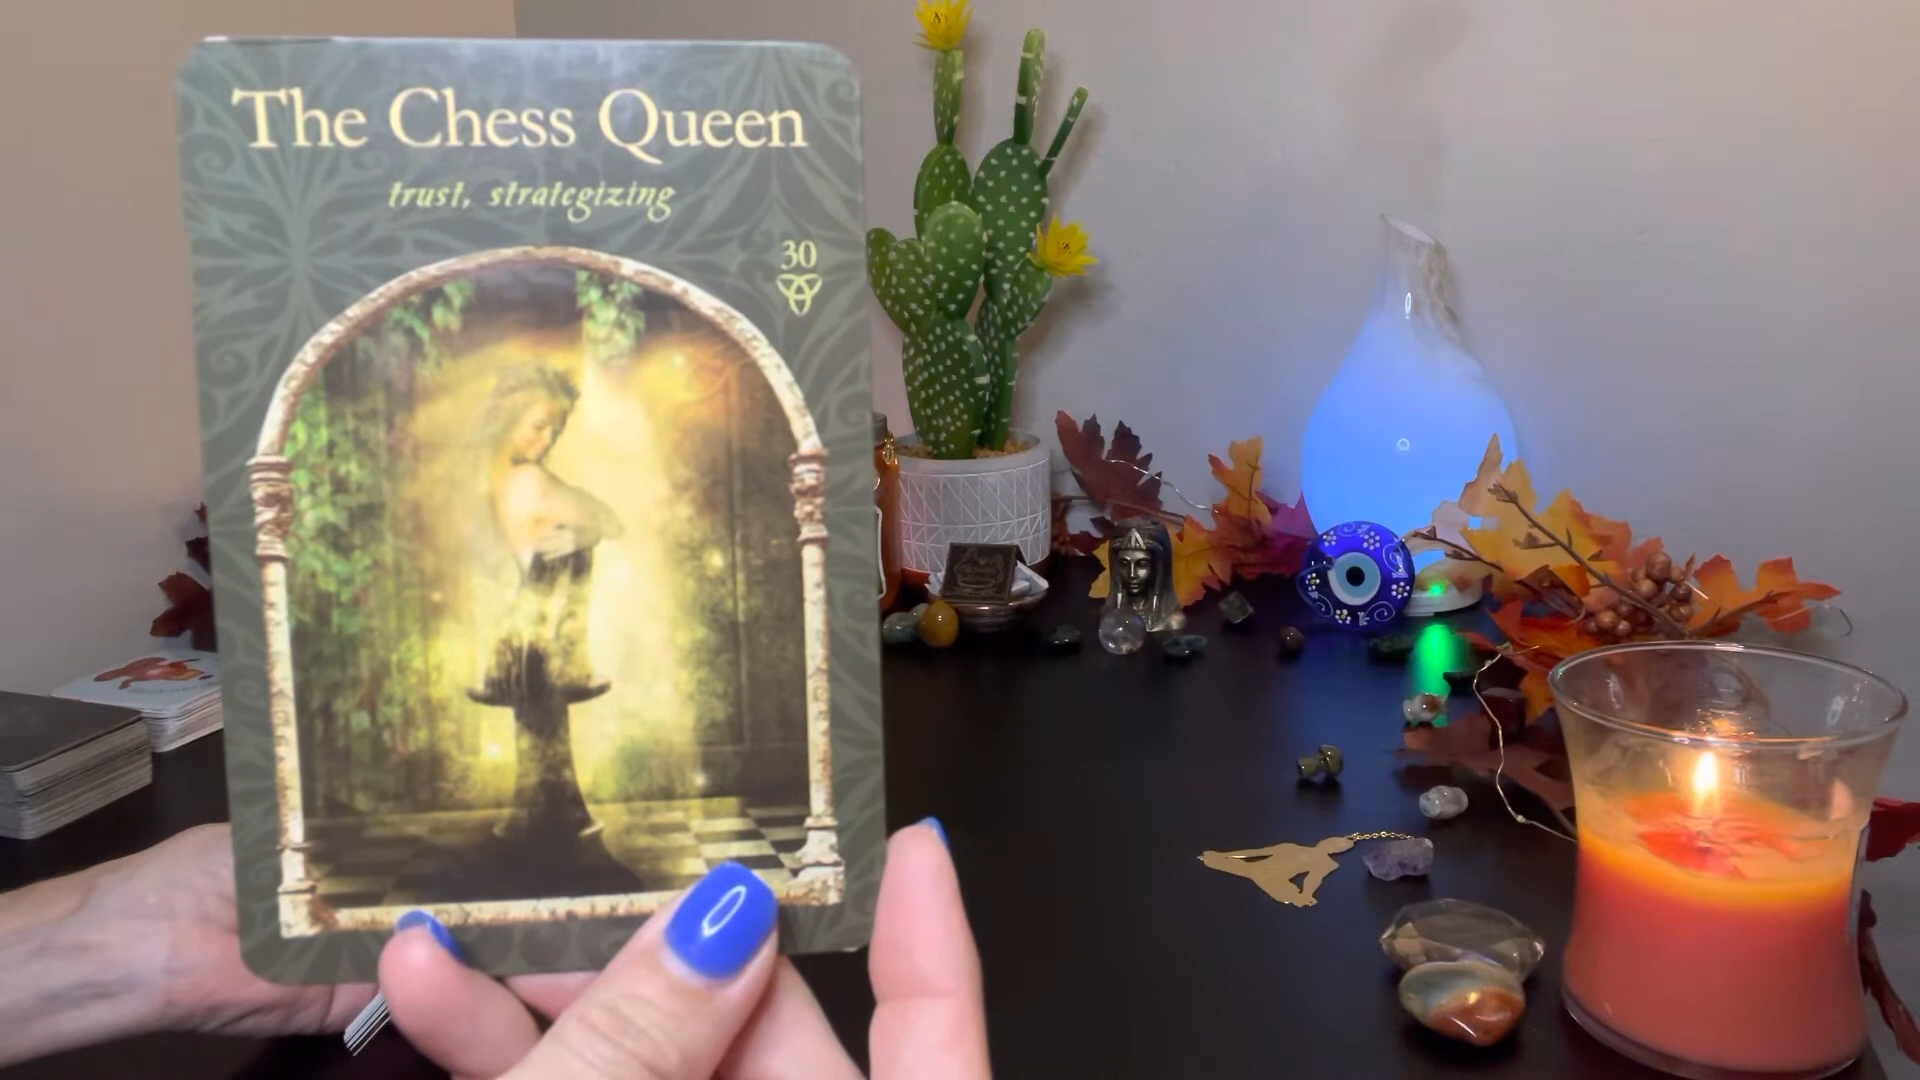 The Chess Queen
trust, strategizing
30